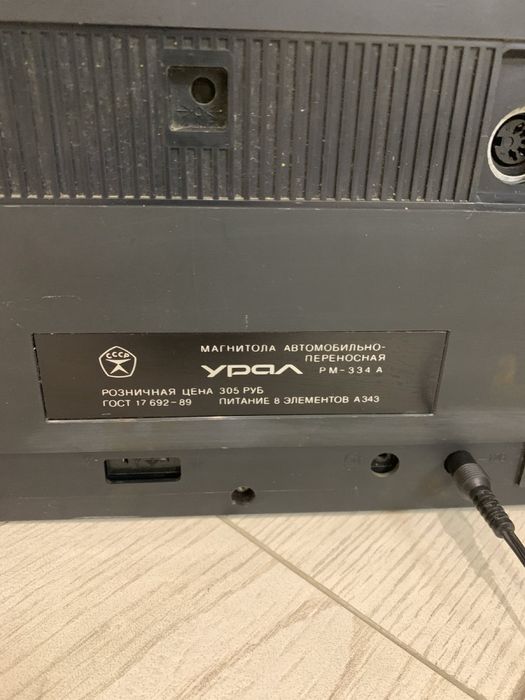 СССР
МАГНИТОЛА АВТОМОБИЛЬНО-
ПЕРЕНОСНАЯ
УРАЛ РМ-334 А
РОЗНИЧНАЯ ЦЕНА 305 РУБ
ГОСТ 17 692-89 ПИТАНИЕ 8 ЭЛЕМЕНТОВ А343